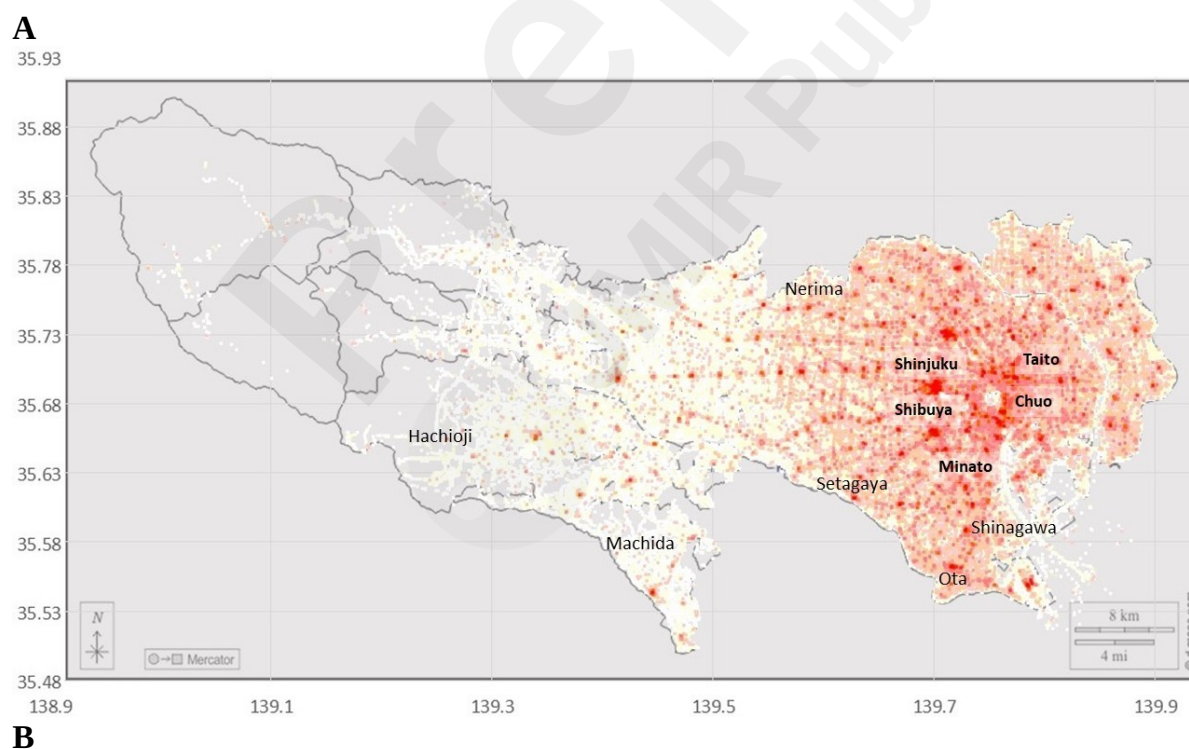 A
35.93
35.88
35.83
35.78
35.73
35.68
35.63
35.58
35.53
35.48
138.9 139.1 139.3 139.5 139.7 139.9
Nerima
Shinjuku Taito
Shibuya Chuo
Hachioji
Minato
Setagaya
Shinagawa
Machida
Ota
N
Mercator
8 km
4 mi
B
JMIR Pub